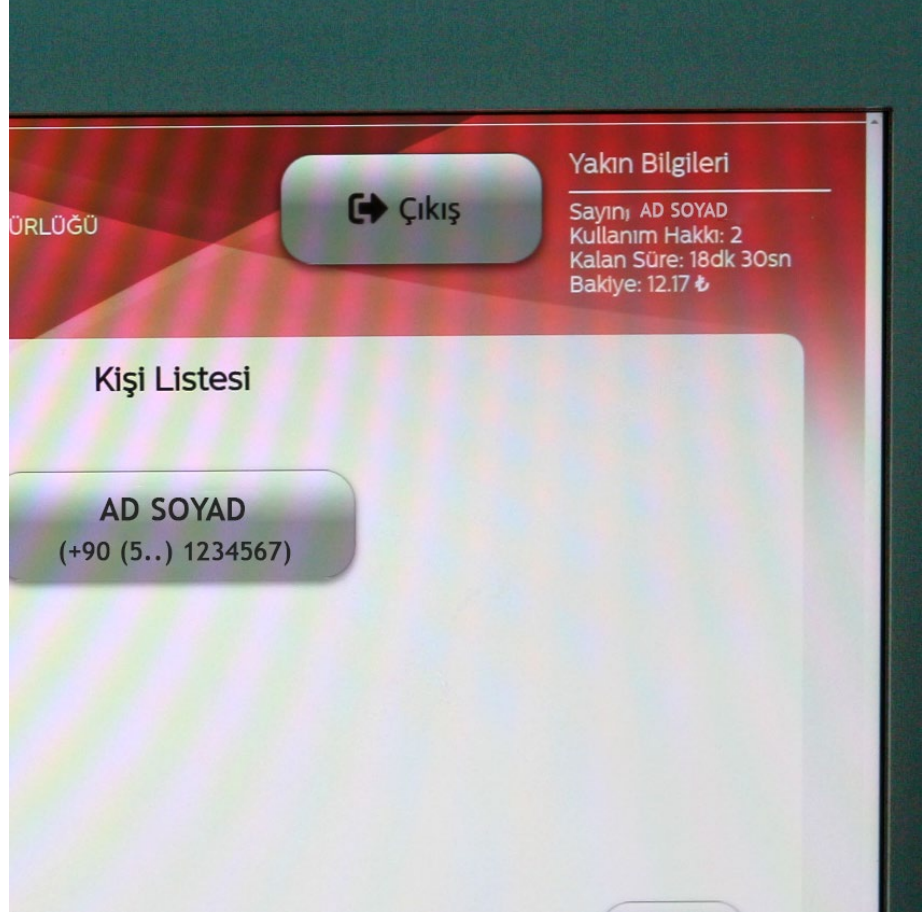 ÜRLÜĞÜ
Çıkış
Yakın Bilgileri
Sayın, AD SOYAD
Kullanım Hakkı: 2
Kalan Süre: 18dk 30sn
Bakiye: 12.17 ₺
Kişi Listesi
AD SOYAD
(+90 (5..) 1234567)